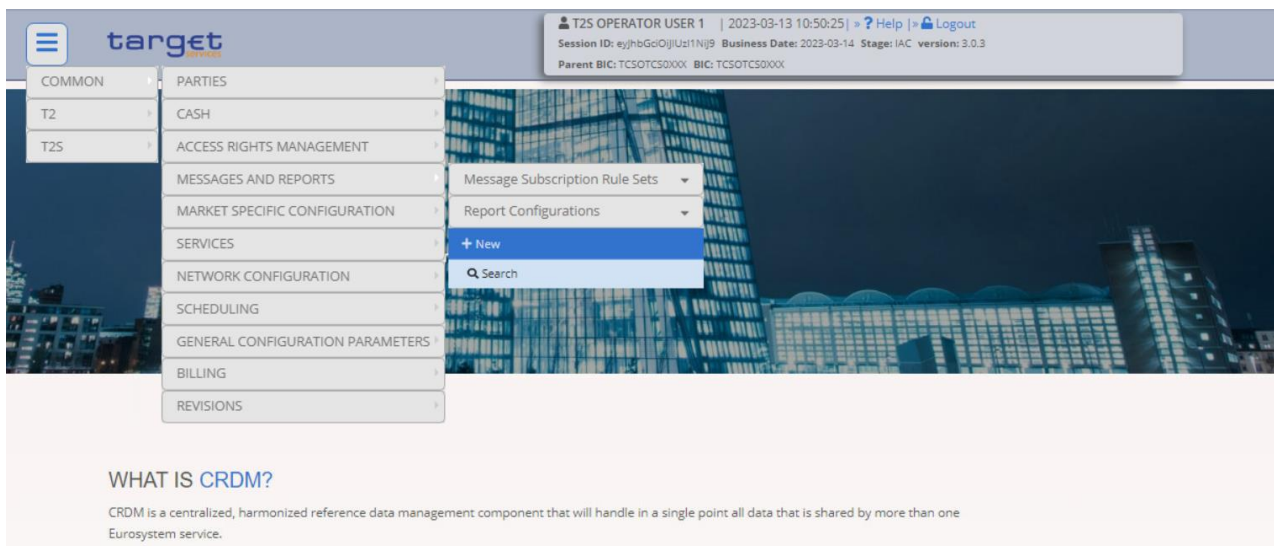 T2S OPERATOR USER 1 | 2023-03-13 10:50:25| » ? Help |» Logout
Session ID: eyJhbGciOiJIUzI1NiJ9 Business Date: 2023-03-14 Stage: IAC version: 3.0.3
Parent BIC: TCSOTCS0XXX BIC: TCSOTCS0XXX
target
services
COMMON
T2
T2S
PARTIES
CASH
ACCESS RIGHTS MANAGEMENT
MESSAGES AND REPORTS
MARKET SPECIFIC CONFIGURATION
SERVICES
NETWORK CONFIGURATION
SCHEDULING
GENERAL CONFIGURATION PARAMETERS
BILLING
REVISIONS
Message Subscription Rule Sets
Report Configurations
+ New
Search
WHAT IS CRDM?
CRDM is a centralized, harmonized reference data management component that will handle in a single point all data that is shared by more than one
Eurosystem service.